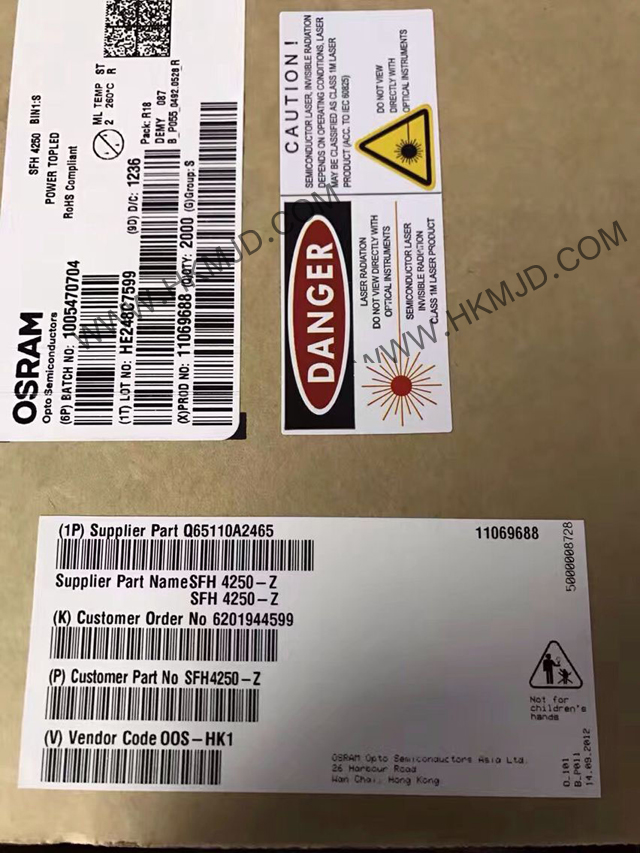 OSRAM
Opto Semiconductors
SFH 4250 BIN1:S
POWER TOPLED
RoHS Compliant
ML TEMP ST
2 260°C R
Pack: R18
DEMY 087
B_P055_0492.0528_R
(6P) BATCH NO: 1005470704
(1T) LOT NO: HE24887599
(9D) D/C: 1236
(X)PROD NO: 11069688 (Q)QTY: 2000 (G)Group: S
CAUTION!
SEMICONDUCTOR LASER, INVISIBLE RADIATION
DEPENDS ON OPERATING CONDITIONS, LASER
MAY BE CLASSIFIED AS CLASS 1M LASER
PRODUCT (ACC. TO IEC 60825)
DO NOT VIEW
DIRECTLY WITH
OPTICAL INSTRUMENTS
DANGER
LASER RADIATION
DO NOT VIEW DIRECTLY WITH
OPTICAL INSTRUMENTS
SEMICONDUCTOR LASER
INVISIBLE RADIATION
CLASS 1M LASER PRODUCT
WWW.HKMJD.COM
WWW.HKMJD.COM
(1P) Supplier Part Q65110A2465
11069688
Supplier Part Name SFH 4250-Z
SFH 4250-Z
(K) Customer Order No 6201944599
(P) Customer Part No SFH4250-Z
(V) Vendor Code OOS-HK1
5000008728
Not for
children's
hands
OSRAM Opto Semiconductors Asia Ltd.
26 Harbour Road
Wan Chai, Hong Kong
D_101
B_P011
14.09.2012